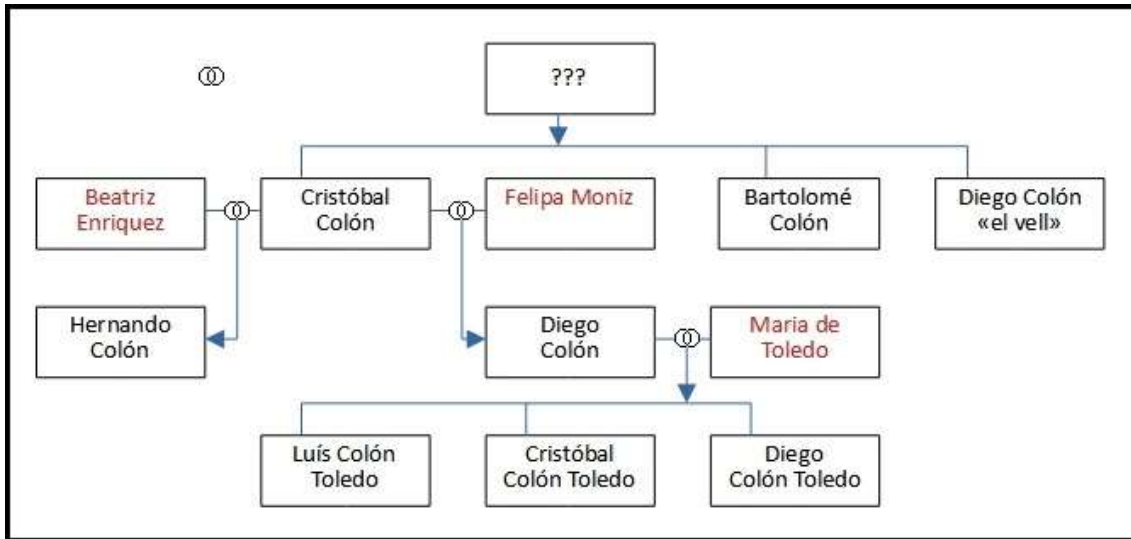 ???
Beatriz
Enriquez
Cristóbal
Colón
Felipa Moniz
Bartolomé
Colón
Diego Colón
«el vell»
Hernando
Colón
Diego
Colón
Maria de
Toledo
Luís Colón
Toledo
Cristóbal
Colón Toledo
Diego
Colón Toledo